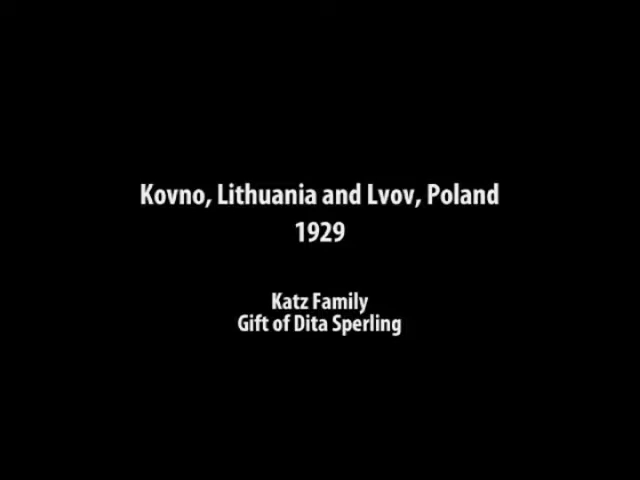 Kovno, Lithuania and Lvov, Poland
1929
Katz Family
Gift of Dita Sperling